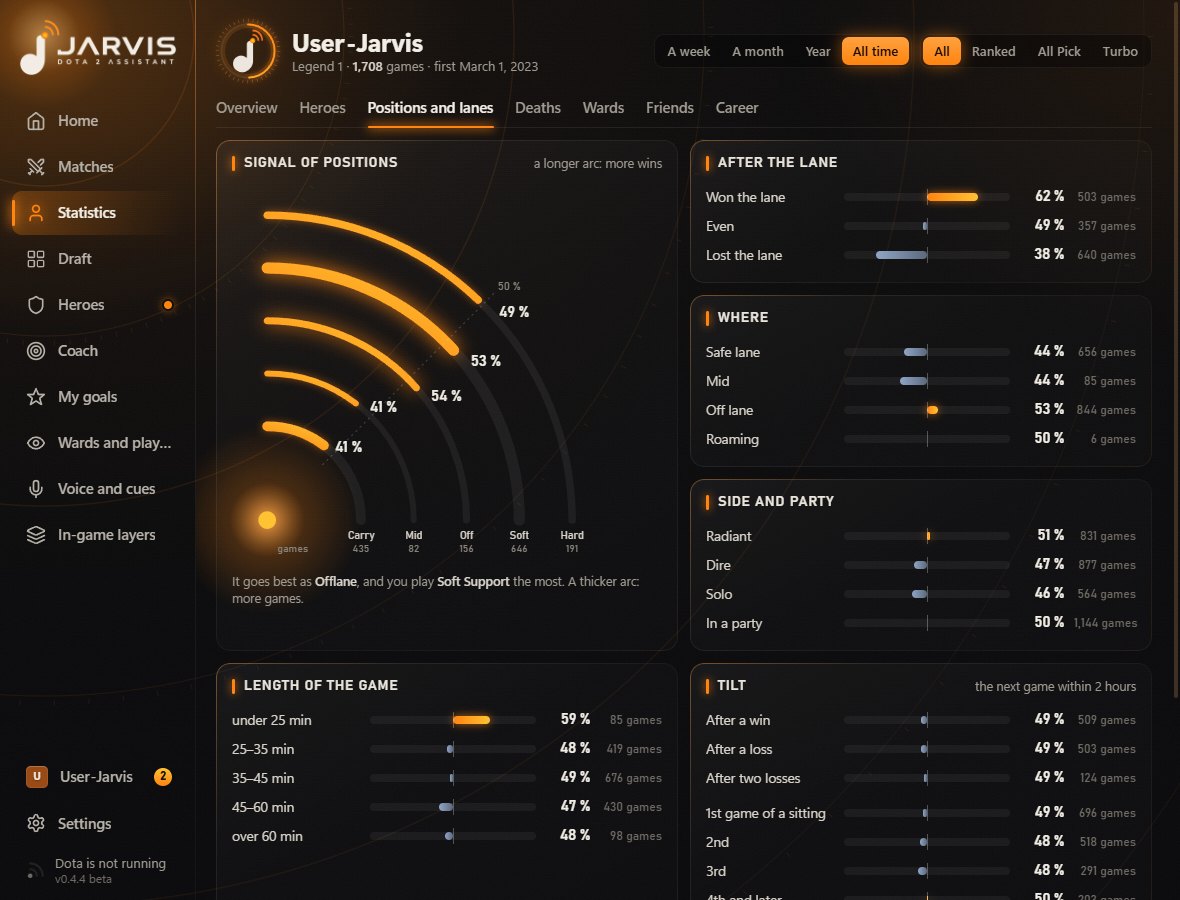 JARVIS
DOTA 2 ASSISTANT
Home
Matches
Statistics
Draft
Heroes
Coach
My goals
Wards and play...
Voice and cues
In-game layers
U User-Jarvis 2
Settings
Dota is not running
v0.4.4 beta
User-Jarvis
Legend 1 · 1,708 games · first March 1, 2023
A week A month Year All time All Ranked All Pick Turbo
Overview Heroes Positions and lanes Deaths Wards Friends Career
SIGNAL OF POSITIONS a longer arc: more wins
50 %
49 %
53 %
54 %
41 %
41 %
Carry Mid Off Soft Hard
games 435 82 156 646 191
It goes best as Offlane, and you play Soft Support the most. A thicker arc:
more games.
AFTER THE LANE
Won the lane 62 % 503 games
Even 49 % 357 games
Lost the lane 38 % 640 games
WHERE
Safe lane 44 % 656 games
Mid 44 % 85 games
Off lane 53 % 844 games
Roaming 50 % 6 games
SIDE AND PARTY
Radiant 51 % 831 games
Dire 47 % 877 games
Solo 46 % 564 games
In a party 50 % 1,144 games
LENGTH OF THE GAME
under 25 min 59 % 85 games
25–35 min 48 % 419 games
35–45 min 49 % 676 games
45–60 min 47 % 430 games
over 60 min 48 % 98 games
TILT the next game within 2 hours
After a win 49 % 509 games
After a loss 49 % 503 games
After two losses 49 % 124 games
1st game of a sitting 49 % 696 games
2nd 48 % 518 games
3rd 48 % 291 games
4th and later 50 %